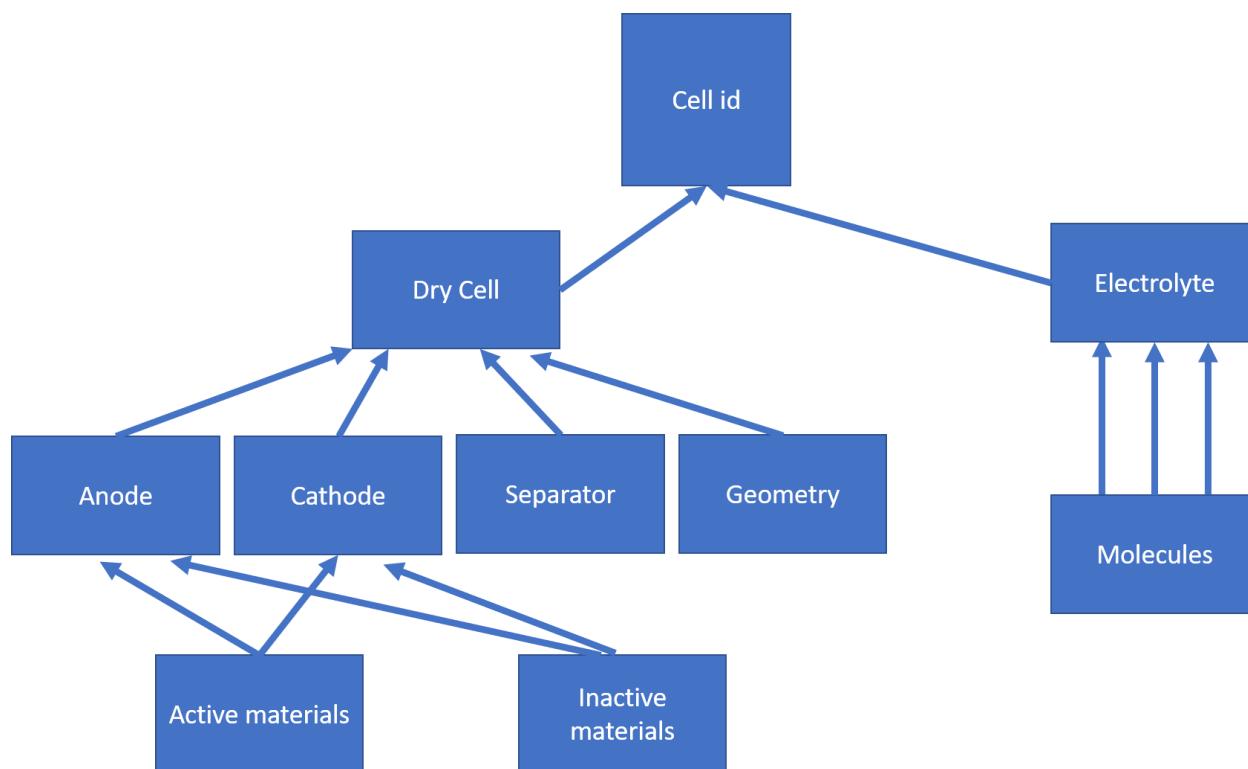 Cell id
Dry Cell
Electrolyte
Anode
Cathode
Separator
Geometry
Molecules
Active materials
Inactive
materials